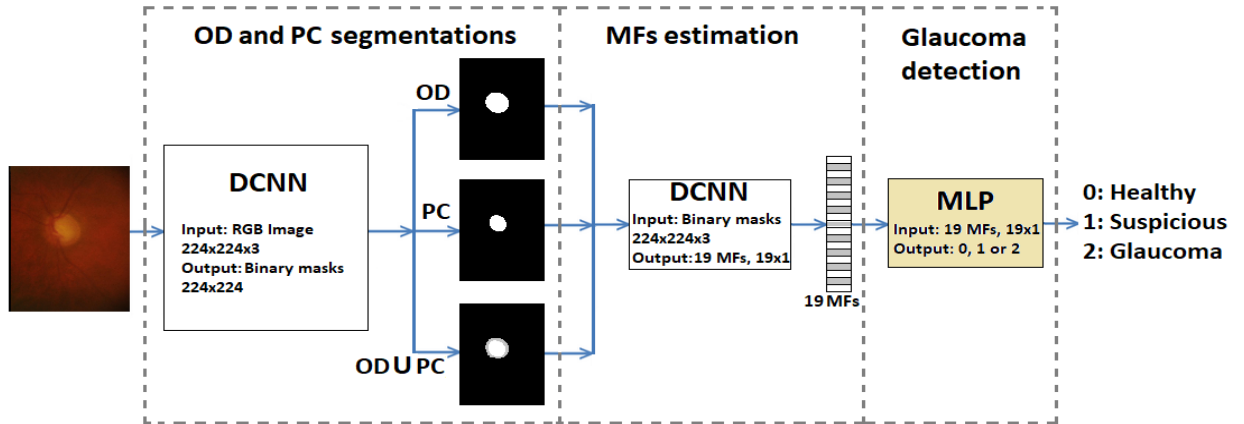 OD and PC segmentations
MFs estimation
Glaucoma
detection
OD
PC
OD U PC
DCNN
Input: RGB Image
224x224x3
Output: Binary masks
224x224
DCNN
Input: Binary masks
224x224x3
Output:19 MFs, 19x1
19 MFs
MLP
Input: 19 MFs, 19x1
Output: 0, 1 or 2
0: Healthy
1: Suspicious
2: Glaucoma